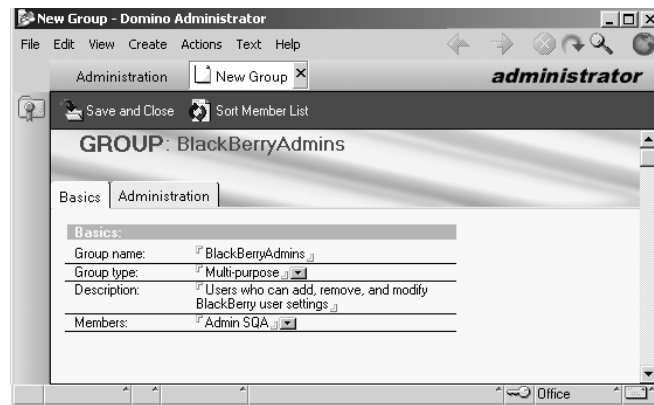 New Group - Domino Administrator
File Edit View Create Actions Text Help
Administration New Group administrator
Save and Close Sort Member List
GROUP: BlackBerryAdmins
Basics Administration
Basics:
Group name: BlackBerryAdmins
Group type: Multi-purpose
Description: Users who can add, remove, and modify
BlackBerry user settings
Members: Admin SQA
Office